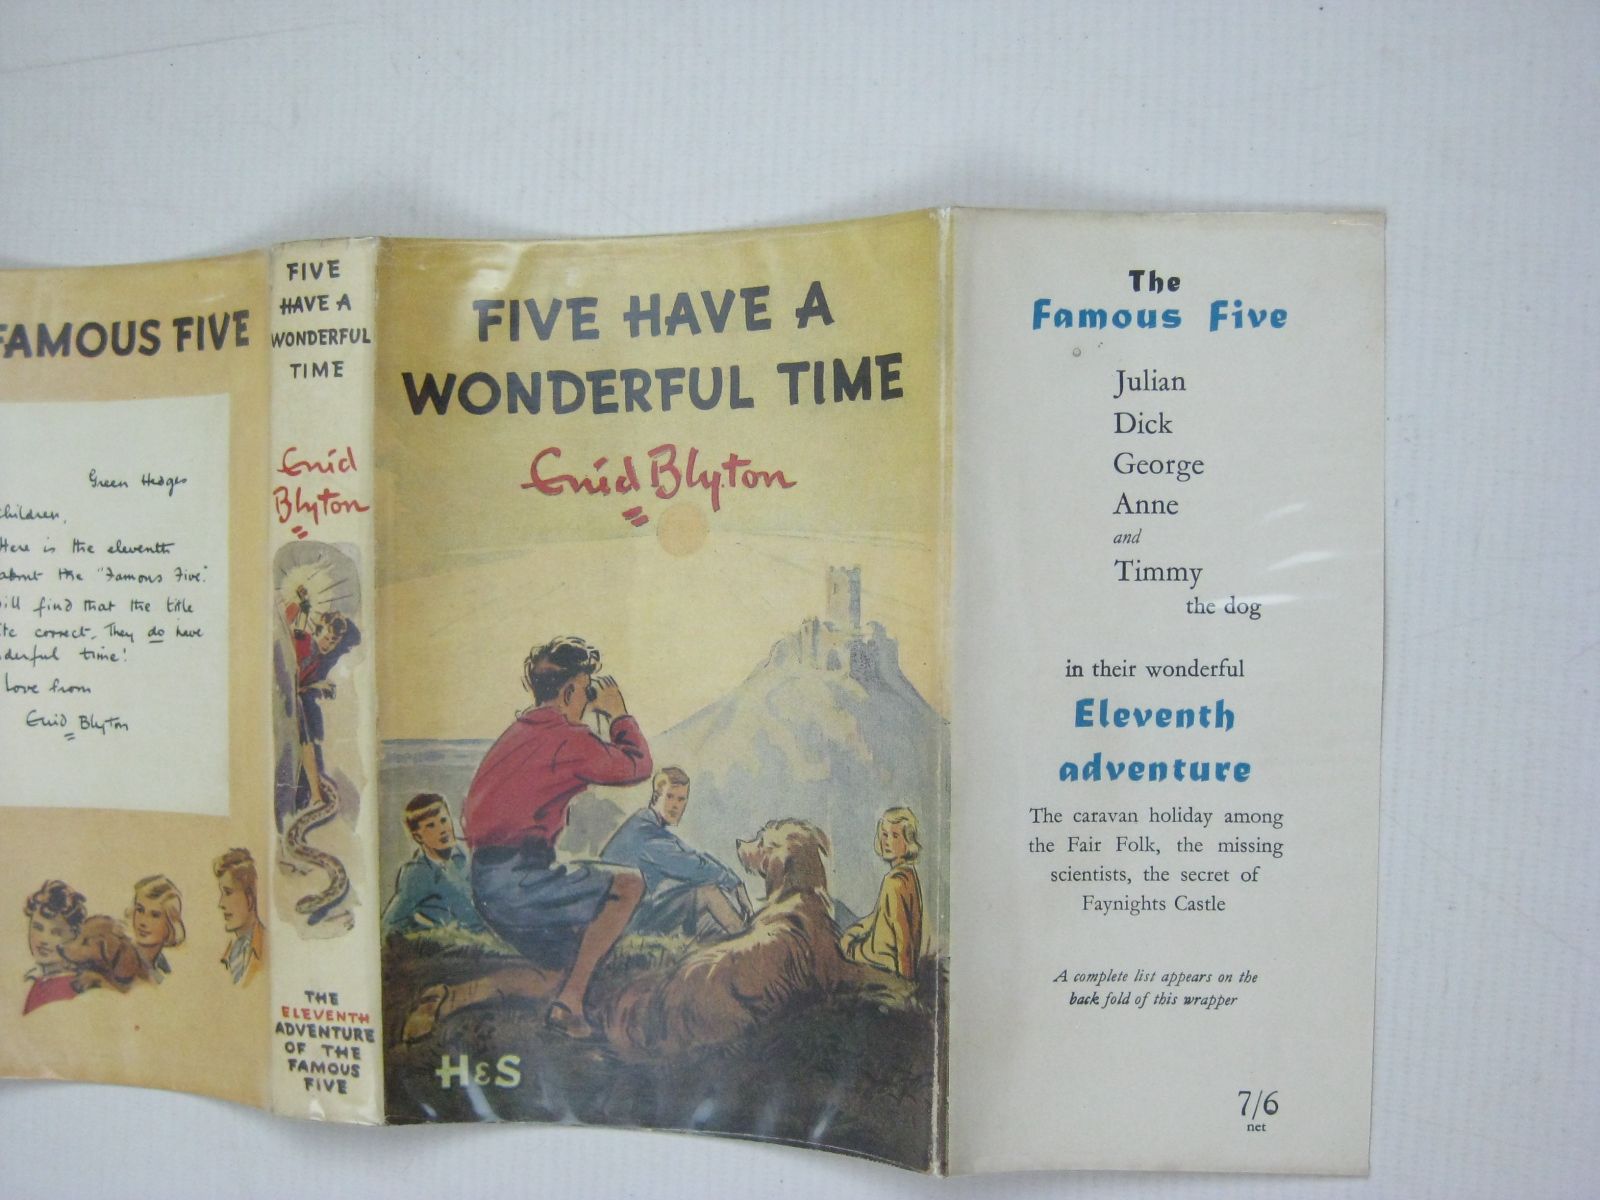 FAMOUS FIVE
Green Hedges
children,
Here is the eleventh
about the "Famous Five".
will find that the title
correct. They do have
wonderful time!
Love from
Enid Blyton
FIVE
HAVE A
WONDERFUL
TIME
Enid
Blyton
THE
ELEVENTH
ADVENTURE
OF THE
FAMOUS
FIVE
FIVE HAVE A
WONDERFUL TIME
Enid Blyton
H&S
The
Famous Five
Julian
Dick
George
Anne
and
Timmy
the dog
in their wonderful
Eleventh
adventure
The caravan holiday among
the Fair Folk, the missing
scientists, the secret of
Faynights Castle
A complete list appears on the
back fold of this wrapper
7/6
net